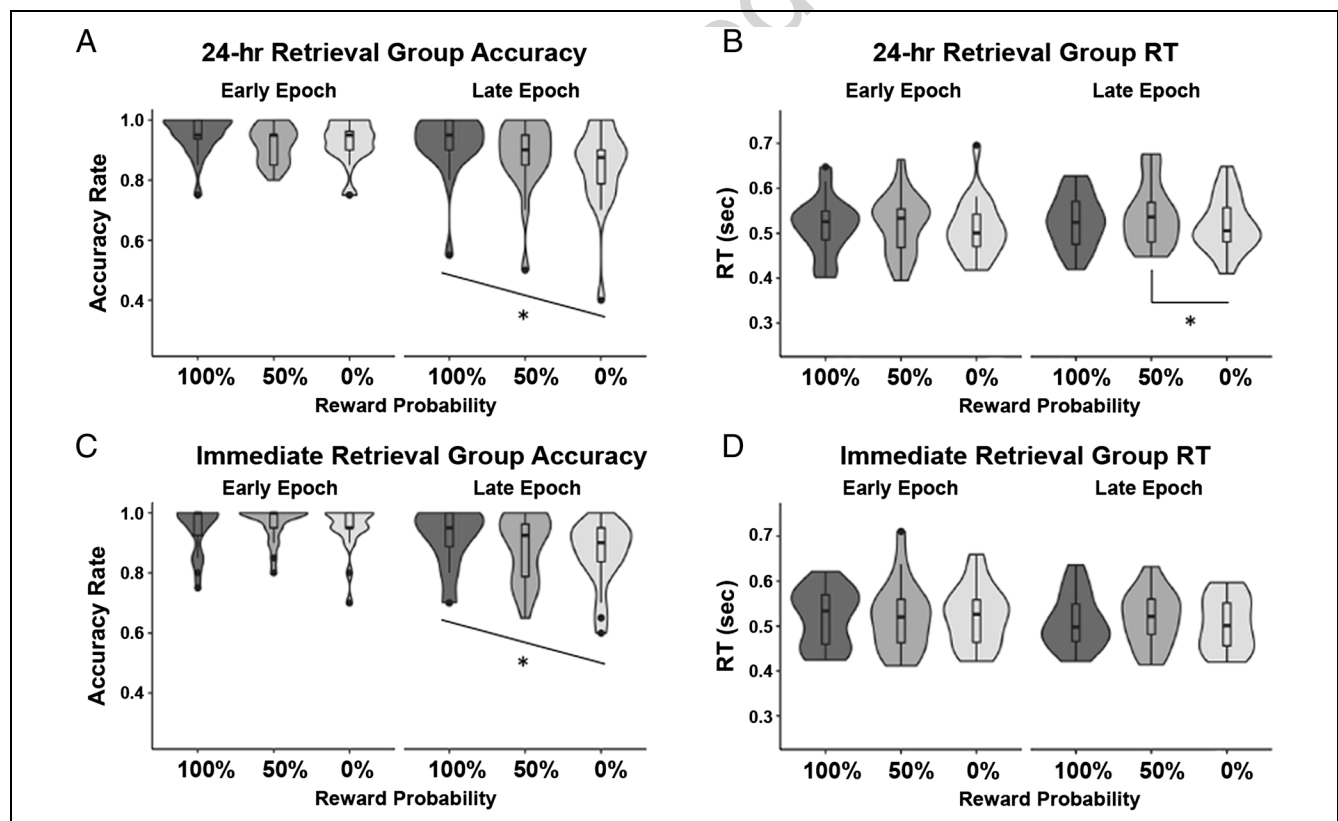 A
24-hr Retrieval Group Accuracy
Early Epoch
Late Epoch
Accuracy Rate
1.0
0.8
0.6
0.4
*
100% 50% 0%
100% 50% 0%
Reward Probability
B
24-hr Retrieval Group RT
Early Epoch
Late Epoch
RT (sec)
0.7
0.6
0.5
0.4
0.3
*
100% 50% 0%
100% 50% 0%
Reward Probability
C
Immediate Retrieval Group Accuracy
Early Epoch
Late Epoch
Accuracy Rate
1.0
0.8
0.6
0.4
*
100% 50% 0%
100% 50% 0%
Reward Probability
D
Immediate Retrieval Group RT
Early Epoch
Late Epoch
RT (sec)
0.7
0.6
0.5
0.4
0.3
100% 50% 0%
100% 50% 0%
Reward Probability